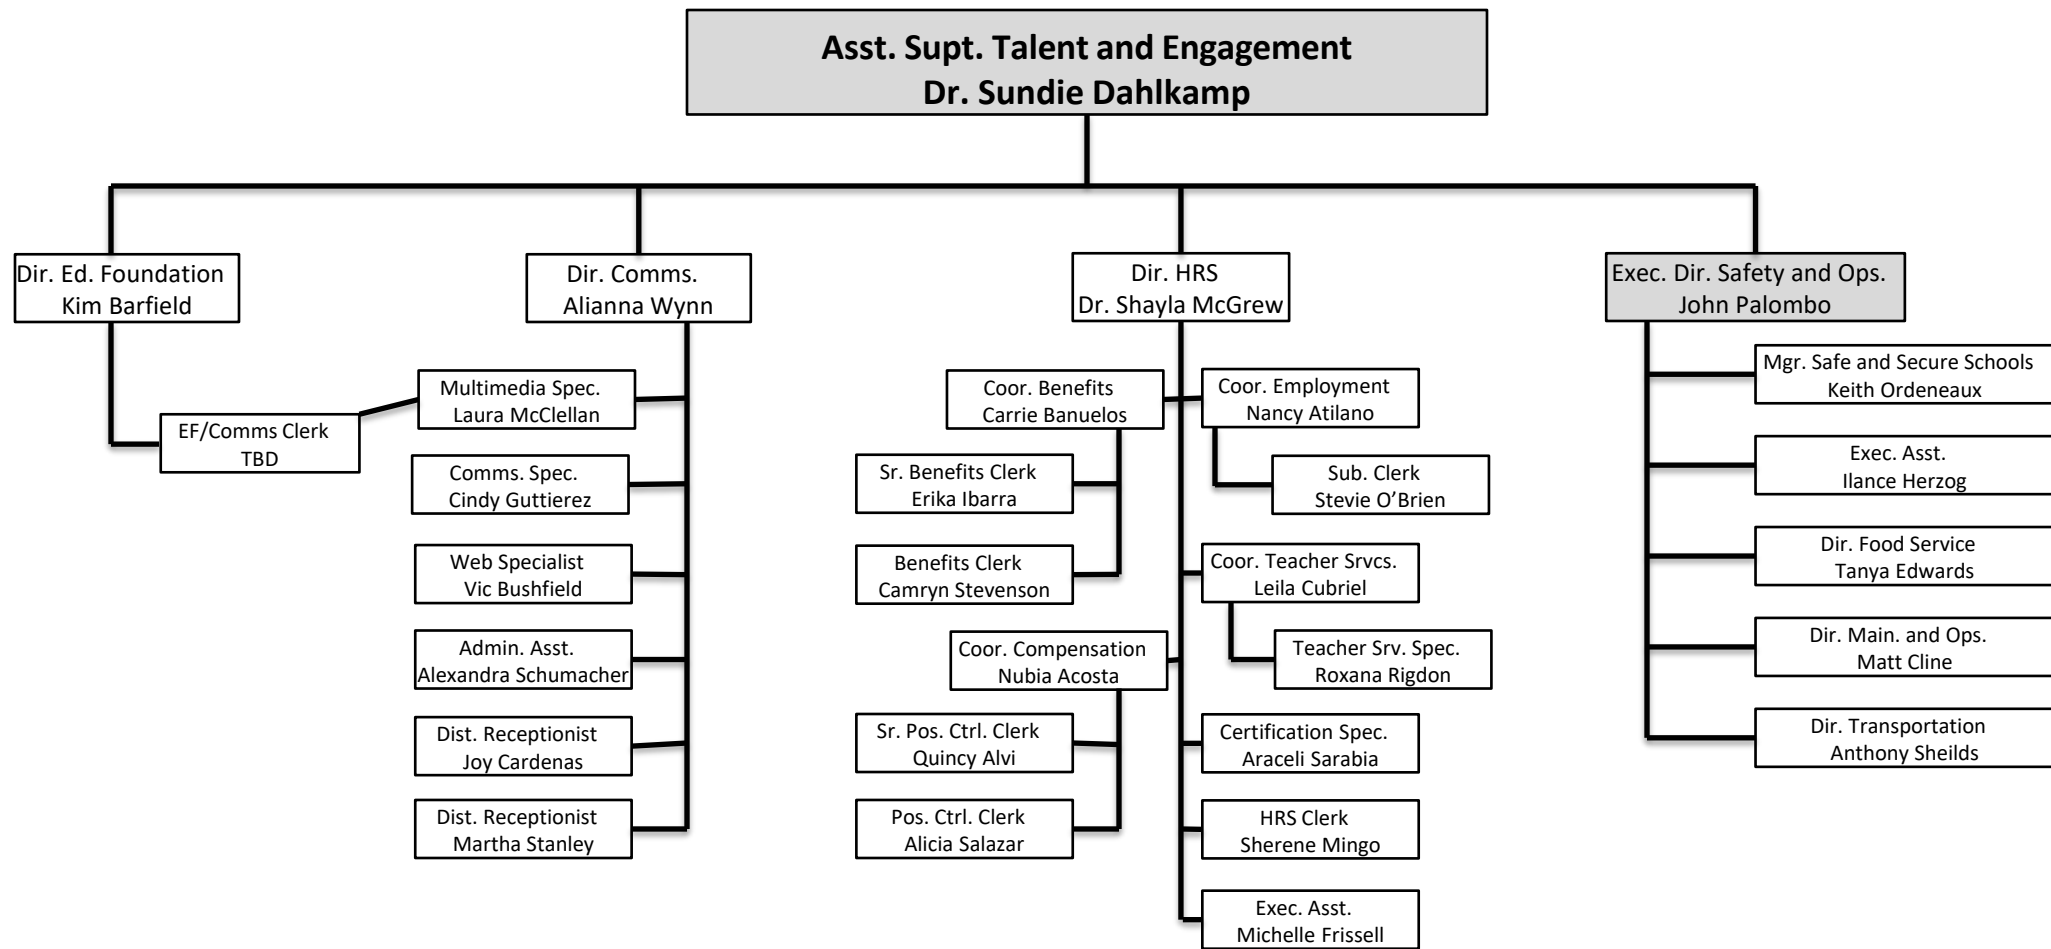 Asst. Supt. Talent and Engagement
Dr. Sundie Dahlkamp
Dir. Ed. Foundation
Kim Barfield
EF/Comms Clerk
TBD
Dir. Comms.
Alianna Wynn
Multimedia Spec.
Laura McClellan
Comms. Spec.
Cindy Guttierez
Web Specialist
Vic Bushfield
Admin. Asst.
Alexandra Schumacher
Dist. Receptionist
Joy Cardenas
Dist. Receptionist
Martha Stanley
Dir. HRS
Dr. Shayla McGrew
Coor. Benefits
Carrie Banuelos
Sr. Benefits Clerk
Erika Ibarra
Benefits Clerk
Camryn Stevenson
Coor. Compensation
Nubia Acosta
Sr. Pos. Ctrl. Clerk
Quincy Alvi
Pos. Ctrl. Clerk
Alicia Salazar
Coor. Employment
Nancy Atilano
Sub. Clerk
Stevie O’Brien
Coor. Teacher Srvcs.
Leila Cubriel
Teacher Srv. Spec.
Roxana Rigdon
Certification Spec.
Araceli Sarabia
HRS Clerk
Sherene Mingo
Exec. Asst.
Michelle Frissell
Exec. Dir. Safety and Ops.
John Palombo
Mgr. Safe and Secure Schools
Keith Ordeneaux
Exec. Asst.
Ilance Herzog
Dir. Food Service
Tanya Edwards
Dir. Main. and Ops.
Matt Cline
Dir. Transportation
Anthony Sheilds